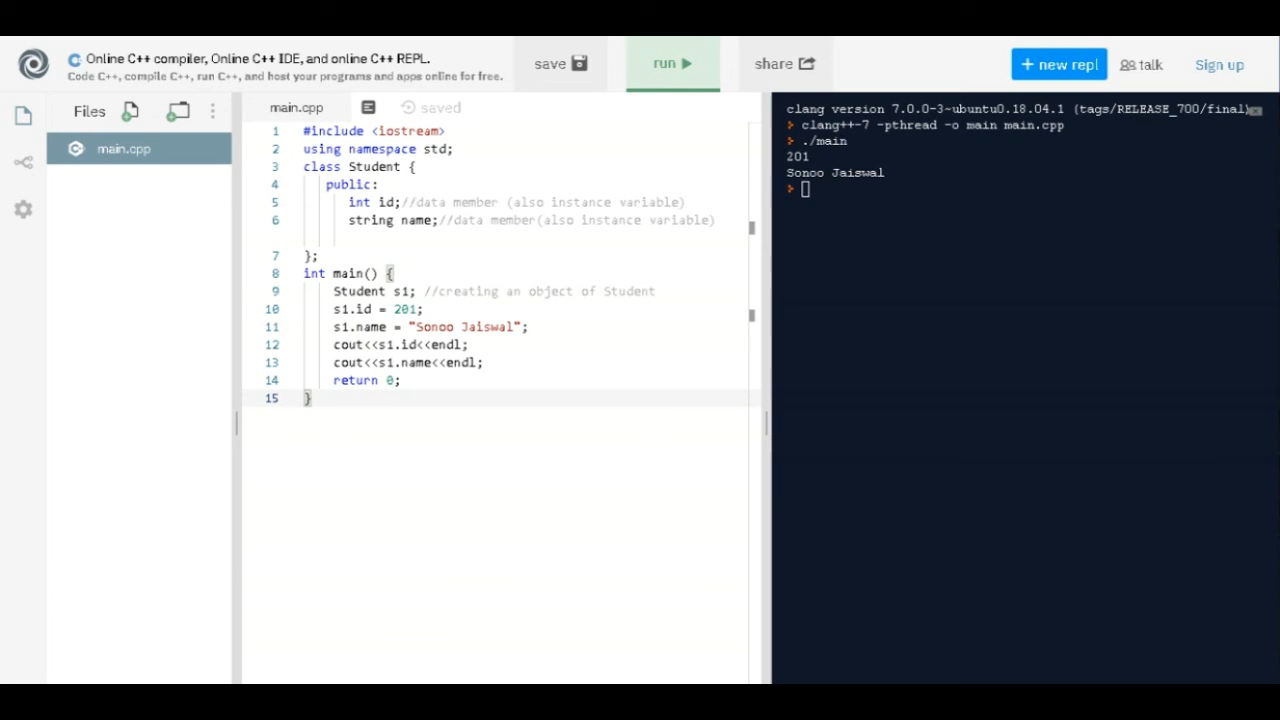 Online C++ compiler, Online C++ IDE, and online C++ REPL.
Code C++, compile C++, run C++, and host your programs and apps online for free.
save
run
share
+ new repl
talk
Sign up
Files
main.cpp
main.cpp
saved
1 #include <iostream>
2 using namespace std;
3 class Student {
4 public:
5 int id;//data member (also instance variable)
6 string name;//data member(also instance variable)
7 };
8 int main() {
9 Student s1; //creating an object of Student
10 s1.id = 201;
11 s1.name = "Sonoo Jaiswal";
12 cout<<s1.id<<endl;
13 cout<<s1.name<<endl;
14 return 0;
15 }
clang version 7.0.0-3~ubuntu0.18.04.1 (tags/RELEASE_700/final)
> clang++-7 -pthread -o main main.cpp
> ./main
201
Sonoo Jaiswal
>